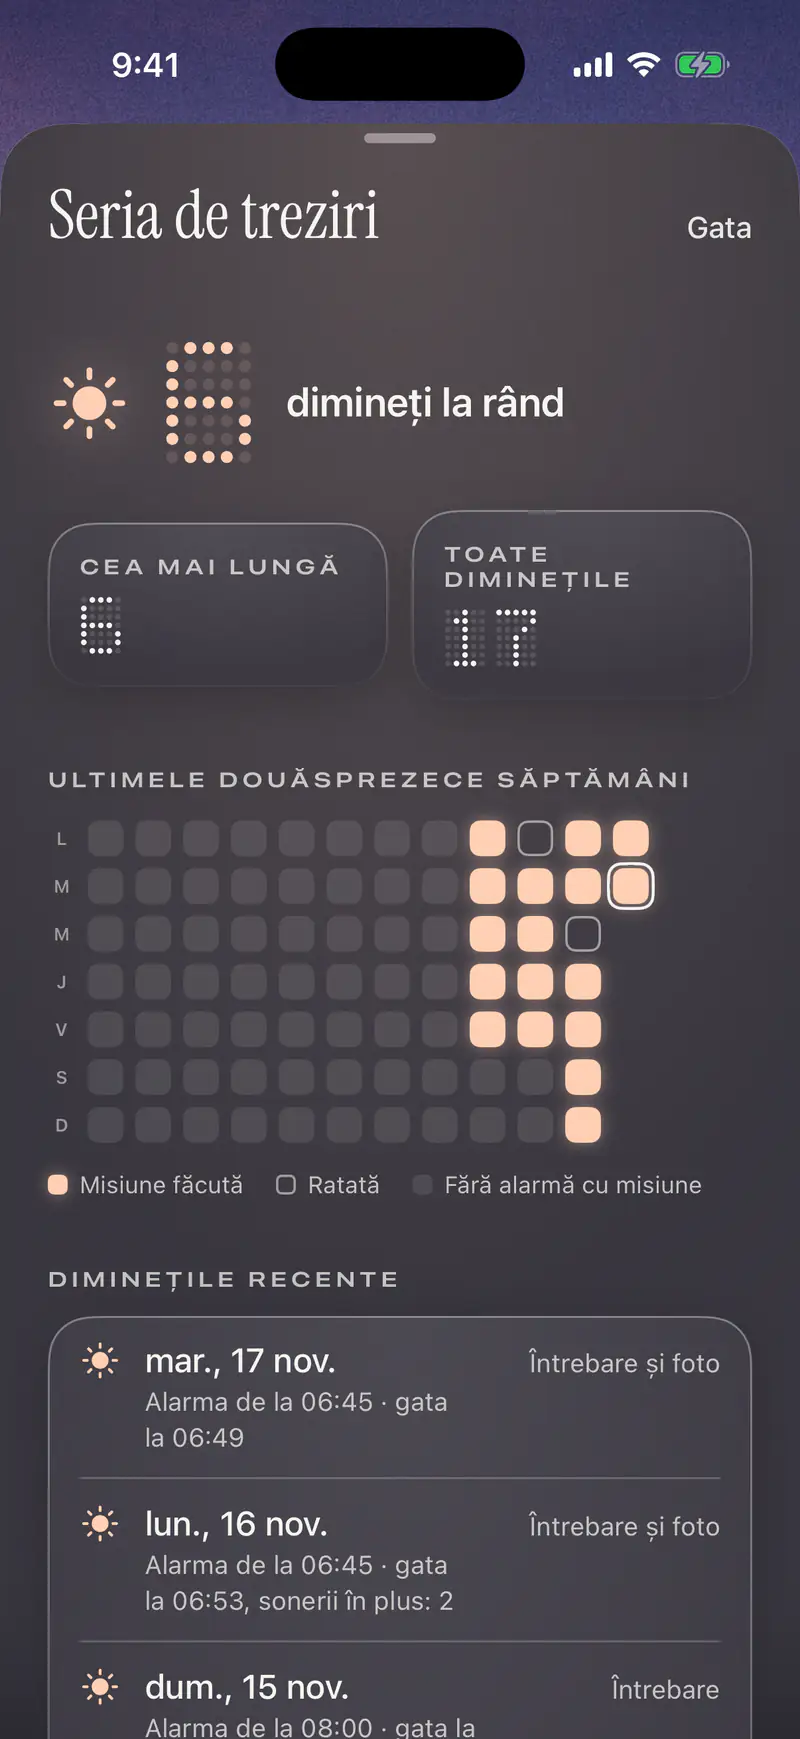 9:41
Seria de treziri
Gata
6 dimineți la rând
CEA MAI LUNGĂ
6
TOATE
DIMINEȚILE
17
ULTIMELE DOUĂSPREZECE SĂPTĂMÂNI
L
M
M
J
V
S
D
Misiune făcută
Ratată
Fără alarmă cu misiune
DIMINEȚILE RECENTE
mar., 17 nov.
Întrebare și foto
Alarma de la 06:45 · gata
la 06:49
lun., 16 nov.
Întrebare și foto
Alarma de la 06:45 · gata
la 06:53, sonerii în plus: 2
dum., 15 nov.
Întrebare
Alarma de la 08:00 · gata la